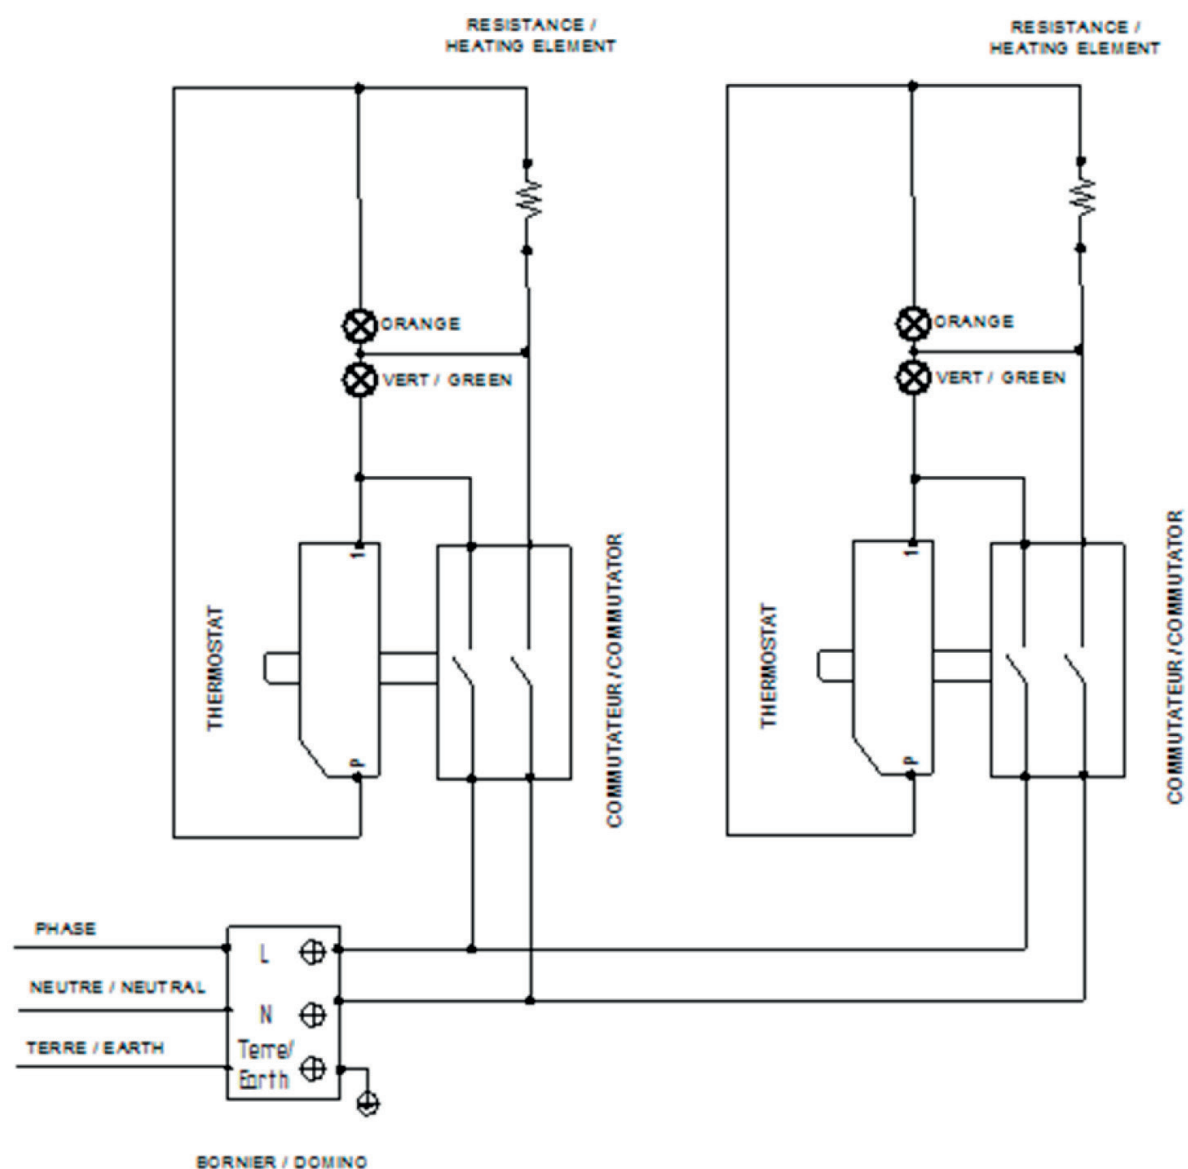 RESISTANCE /
HEATING ELEMENT
RESISTANCE /
HEATING ELEMENT
ORANGE
VERT / GREEN
ORANGE
VERT / GREEN
1
THERMOSTAT
P
COMMUTATEUR / COMMUTATOR
1
THERMOSTAT
P
COMMUTATEUR / COMMUTATOR
PHASE
L
NEUTRE / NEUTRAL
N
TERRE / EARTH
Terre/
Earth
BORNIER / DOMINO